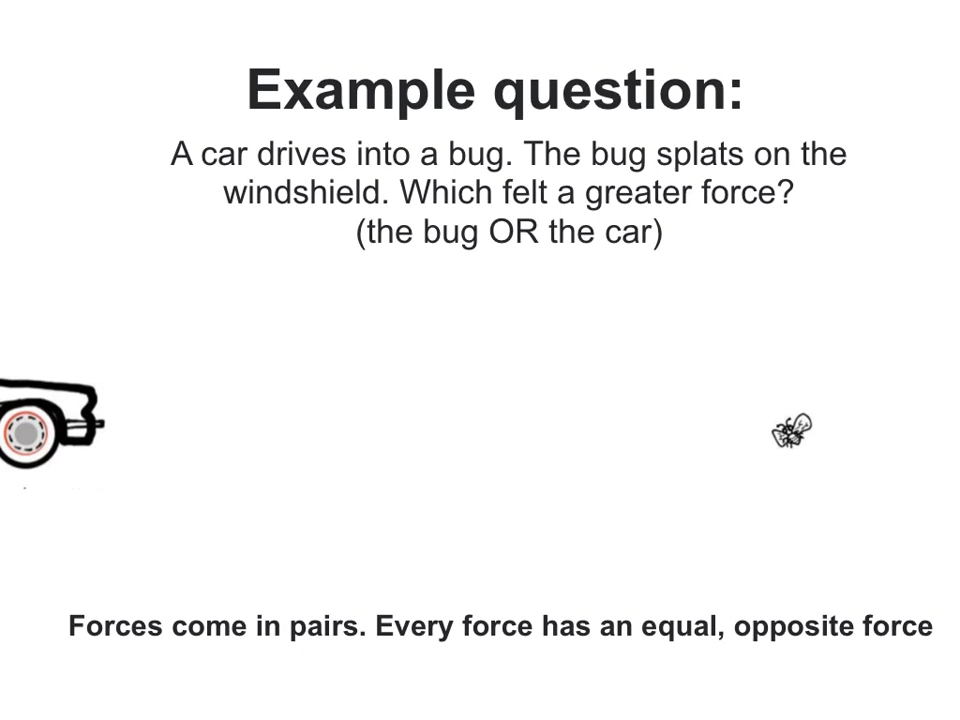 Example question:
A car drives into a bug. The bug splats on the
windshield. Which felt a greater force?
(the bug OR the car)
Forces come in pairs. Every force has an equal, opposite force